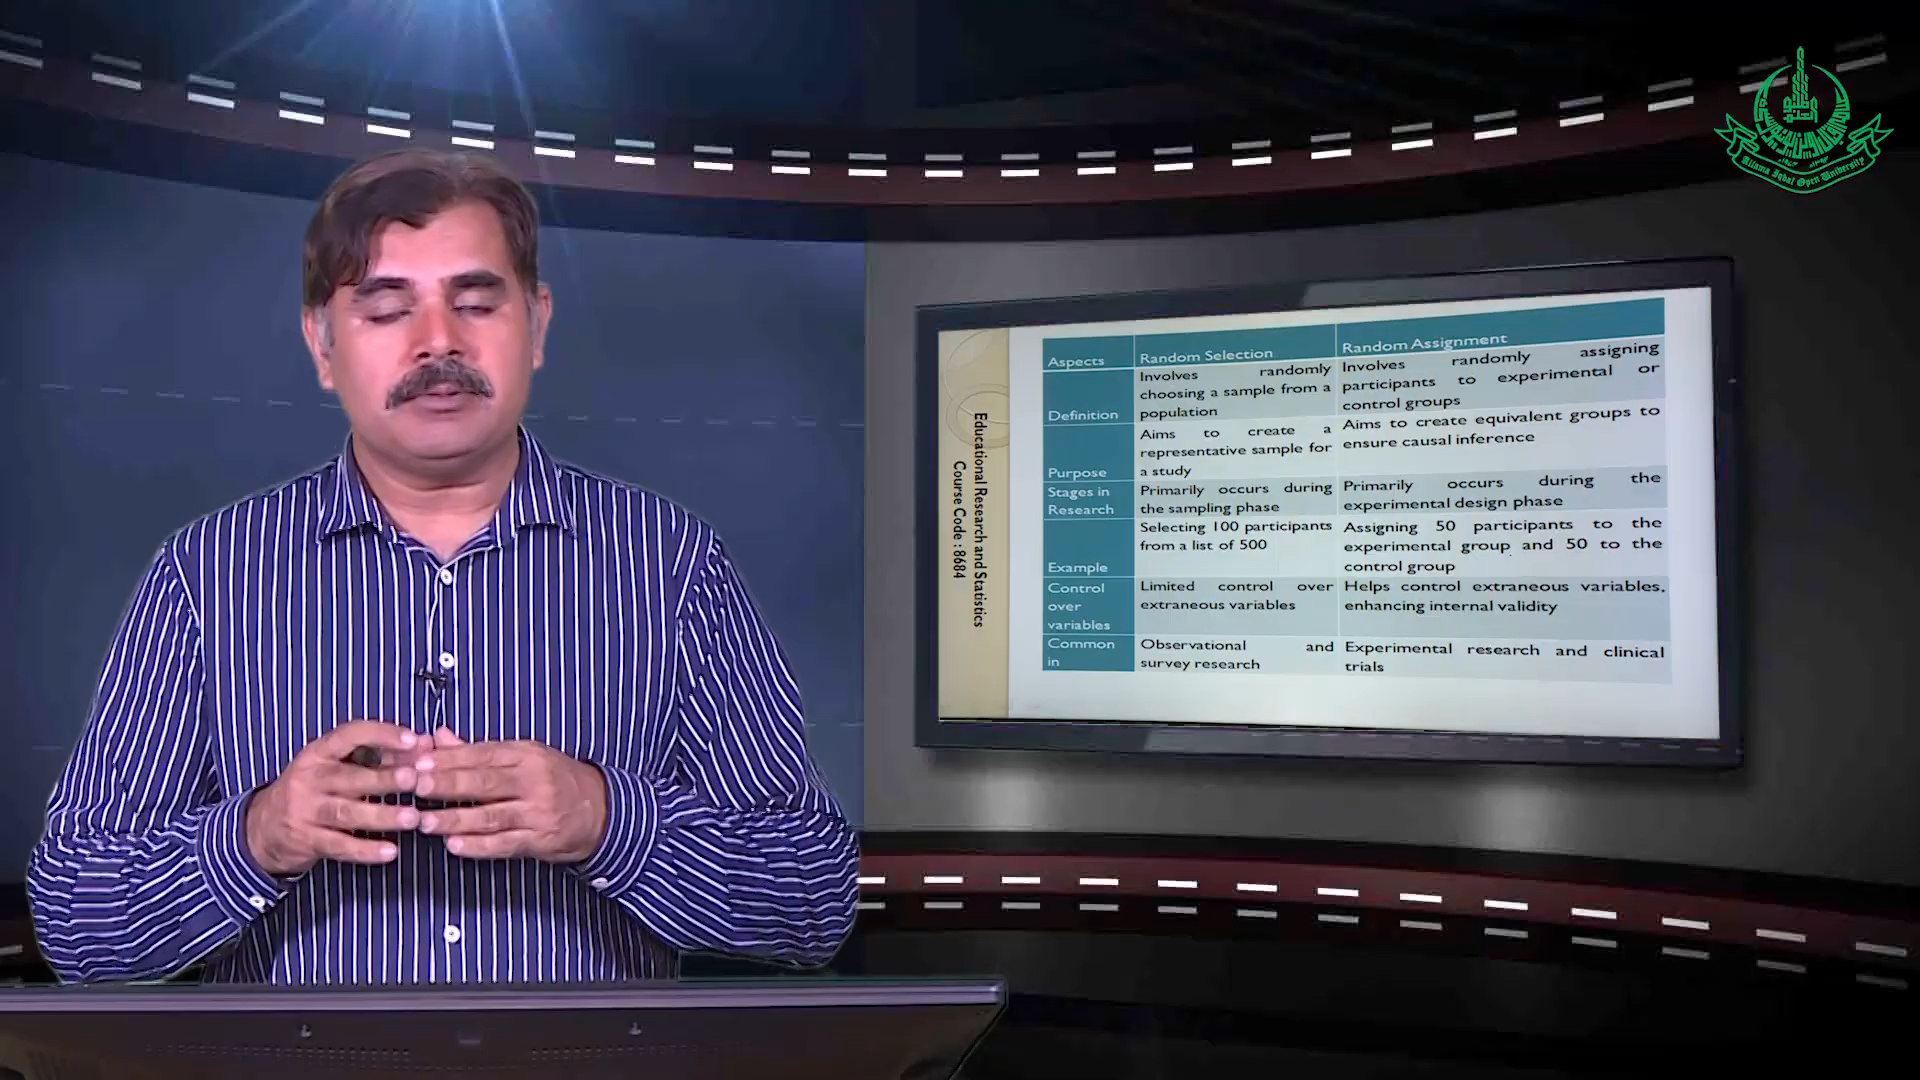 Allama Iqbal Open University
Educational Research and Statistics
Course Code : 8684
Aspects
Random Selection
Random Assignment
Definition
Involves randomly
choosing a sample from a
population
Involves randomly assigning
participants to experimental or
control groups
Purpose
Aims to create a
representative sample for
a study
Aims to create equivalent groups to
ensure causal inference
Stages in
Research
Primarily occurs during
the sampling phase
Primarily occurs during the
experimental design phase
Example
Selecting 100 participants
from a list of 500
Assigning 50 participants to the
experimental group and 50 to the
control group
Control
over
variables
Limited control over
extraneous variables
Helps control extraneous variables,
enhancing internal validity
Common
in
Observational and
survey research
Experimental research and clinical
trials